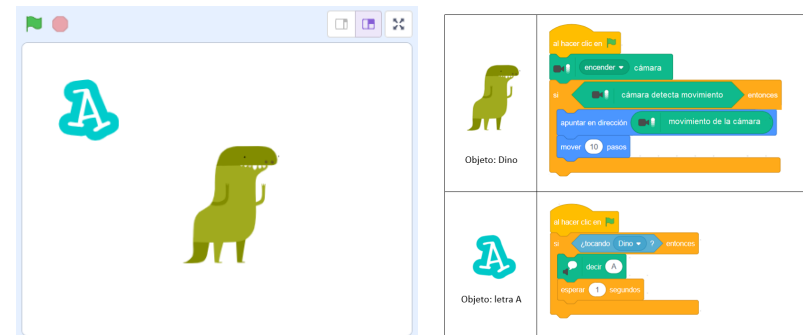 A
al hacer clic en
encender cámara
si cámara detecta movimiento entonces
apuntar en dirección movimiento de la cámara
mover 10 pasos
Objeto: Dino
al hacer clic en
si ¿tocando Dino ? entonces
decir A
esperar 1 segundos
A
Objeto: letra A